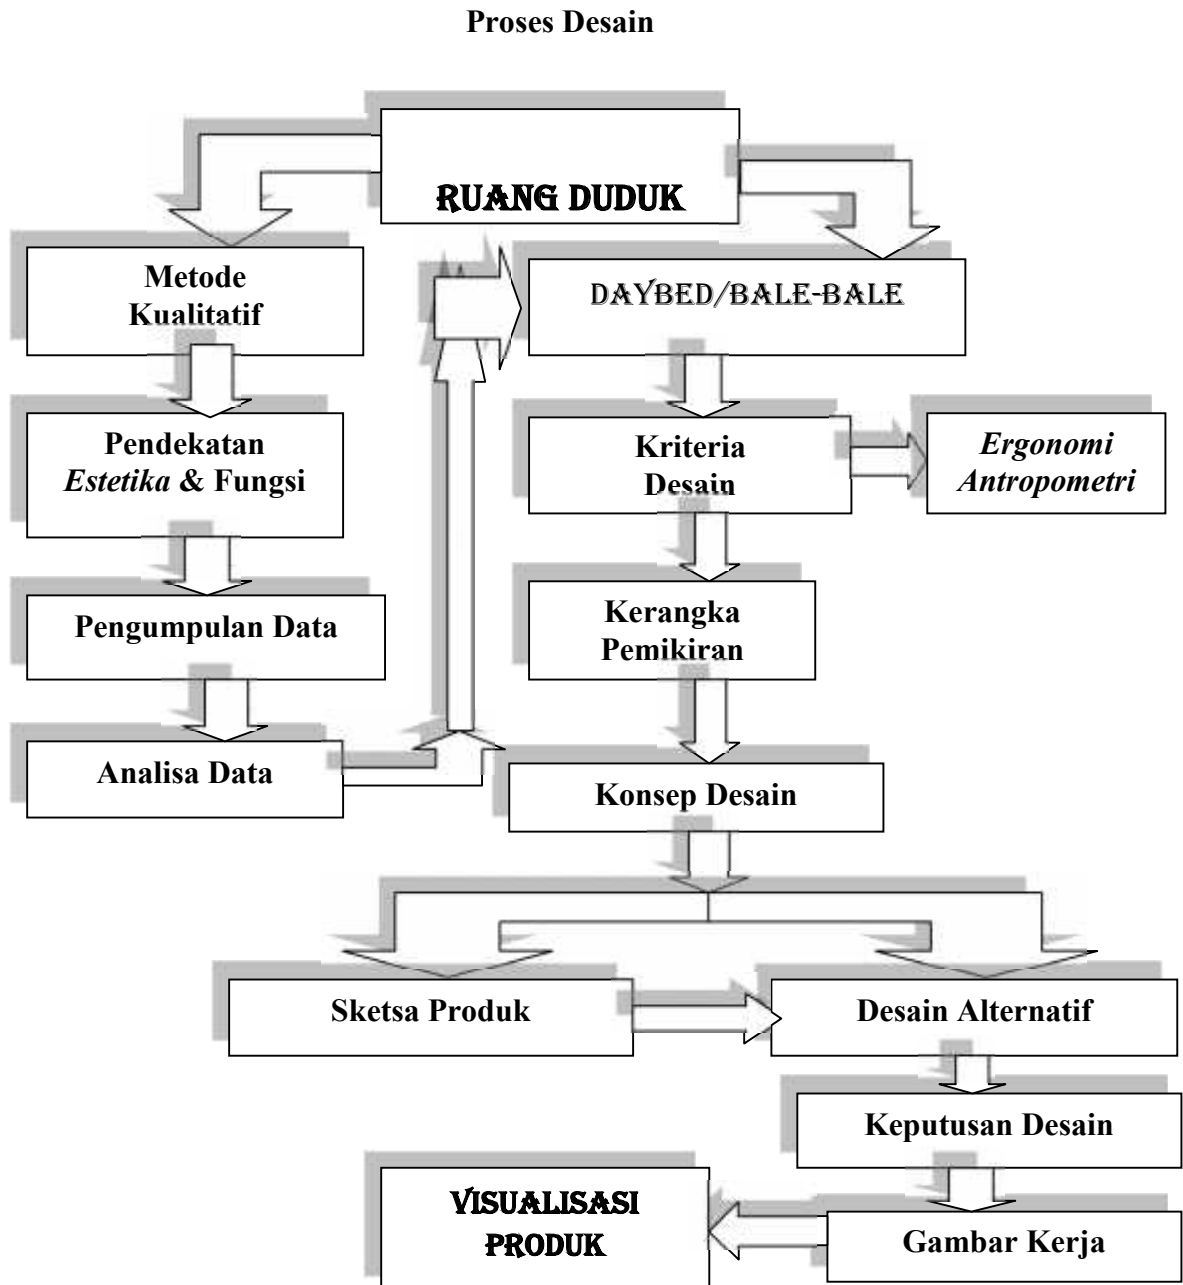 Proses Desain
RUANG DUDUK
Metode
Kualitatif
Pendekatan
Estetika & Fungsi
Pengumpulan Data
Analisa Data
DAYBED/BALE-BALE
Kriteria
Desain
Ergonomi
Antropometri
Kerangka
Pemikiran
Konsep Desain
Sketsa Produk
Desain Alternatif
Keputusan Desain
Gambar Kerja
VISUALISASI
PRODUK